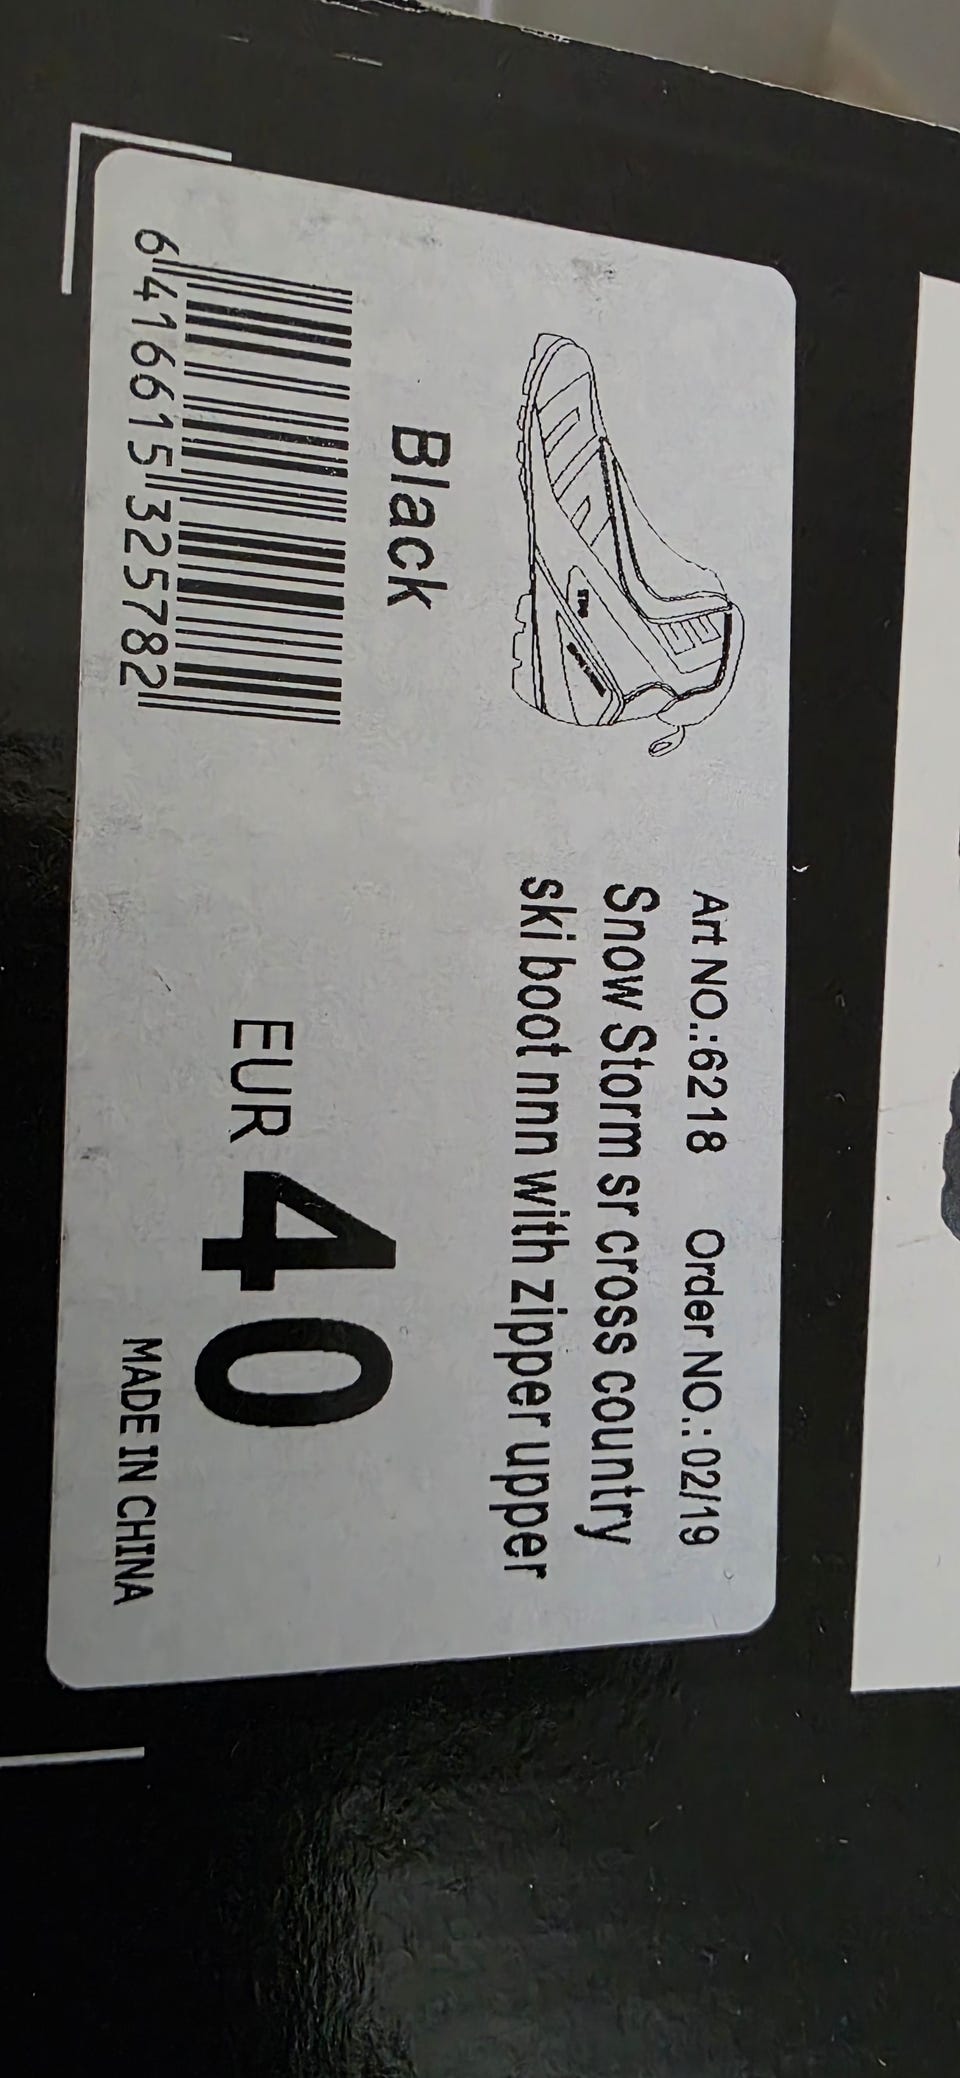 Art NO.:6218 Order NO.: 02/19
Snow Storm sr cross country
ski boot nnn with zipper upper
Black
EUR 40
6 416615 325782
MADE IN CHINA